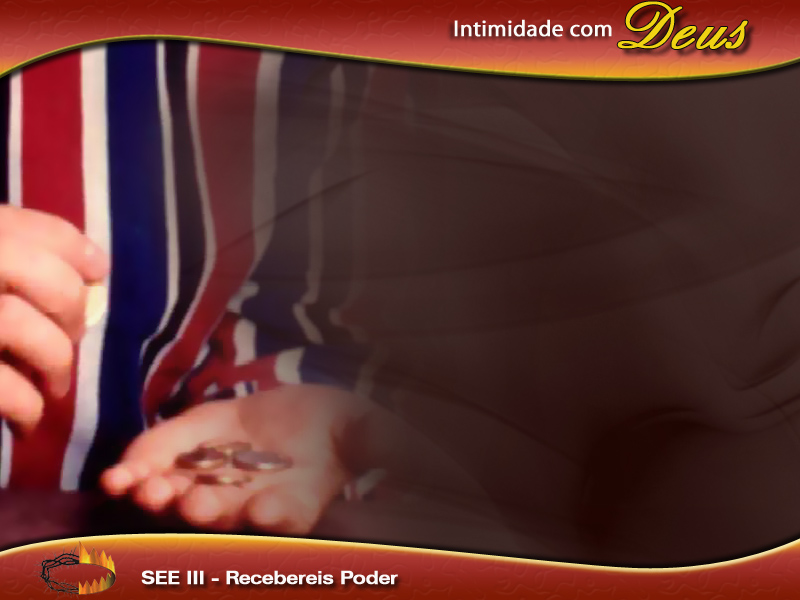 Intimidade com Deus
SEE III - Recebereis Poder